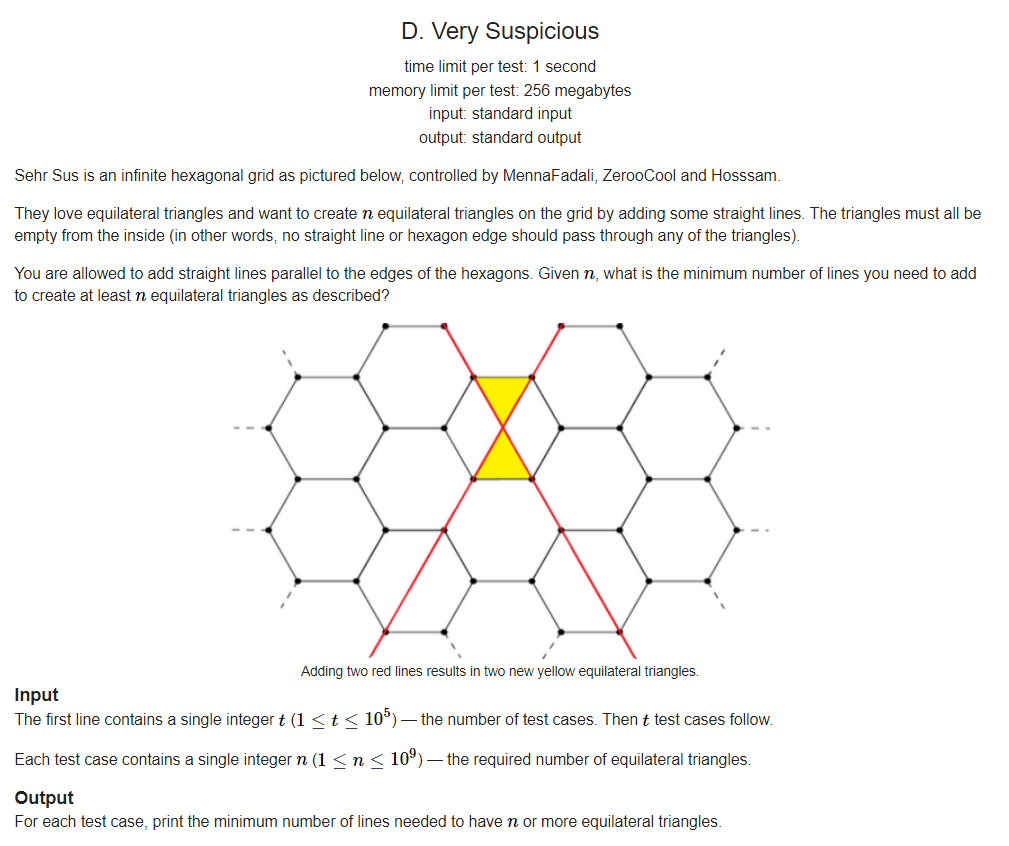 D. Very Suspicious
time limit per test: 1 second
memory limit per test: 256 megabytes
input: standard input
output: standard output
Sehr Sus is an infinite hexagonal grid as pictured below, controlled by MennaFadali, ZerooCool and Hosssam.
They love equilateral triangles and want to create n equilateral triangles on the grid by adding some straight lines. The triangles must all be
empty from the inside (in other words, no straight line or hexagon edge should pass through any of the triangles).
You are allowed to add straight lines parallel to the edges of the hexagons. Given n, what is the minimum number of lines you need to add
to create at least n equilateral triangles as described?
Adding two red lines results in two new yellow equilateral triangles.
Input
The first line contains a single integer t (1 ≤ t ≤ 10⁵) — the number of test cases. Then t test cases follow.
Each test case contains a single integer n (1 ≤ n ≤ 10⁹) — the required number of equilateral triangles.
Output
For each test case, print the minimum number of lines needed to have n or more equilateral triangles.